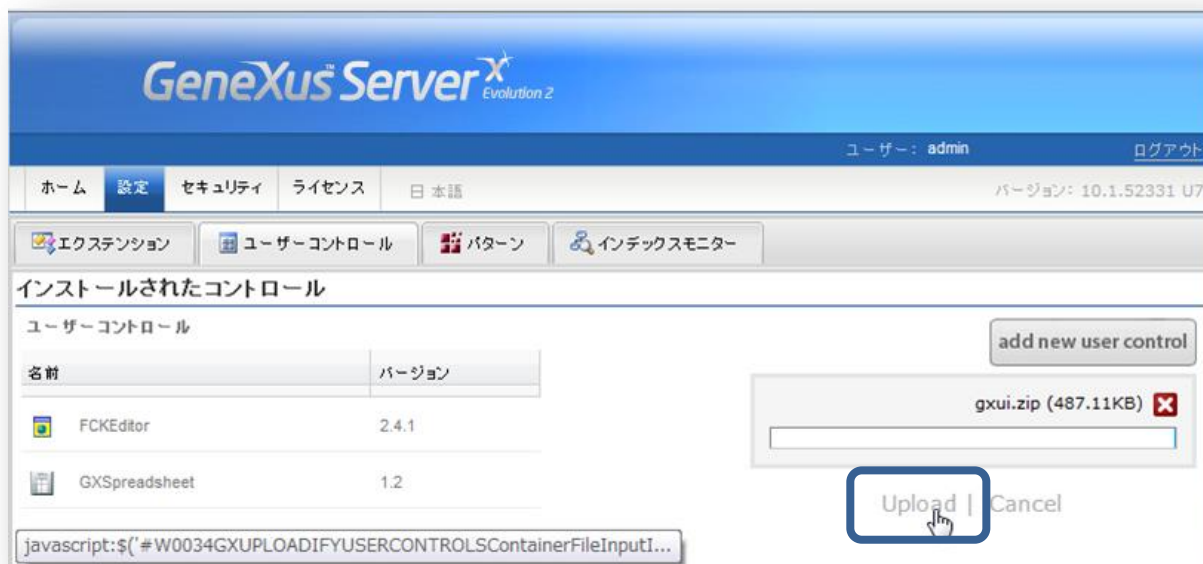 GeneXus™ Server X Evolution 2
ユーザー: admin ログアウト
ホーム 設定 セキュリティ ライセンス 日本語 バージョン: 10.1.52331 U7
エクステンション ユーザーコントロール パターン インデックスモニター
インストールされたコントロール
ユーザーコントロール
add new user control
名前 バージョン
gxui.zip (487.11KB)
FCKEditor 2.4.1
GXSpreadsheet 1.2
Upload | Cancel
javascript:$('#W0034GXUPLOADIFYUSERCONTROLSContainerFileInputI...